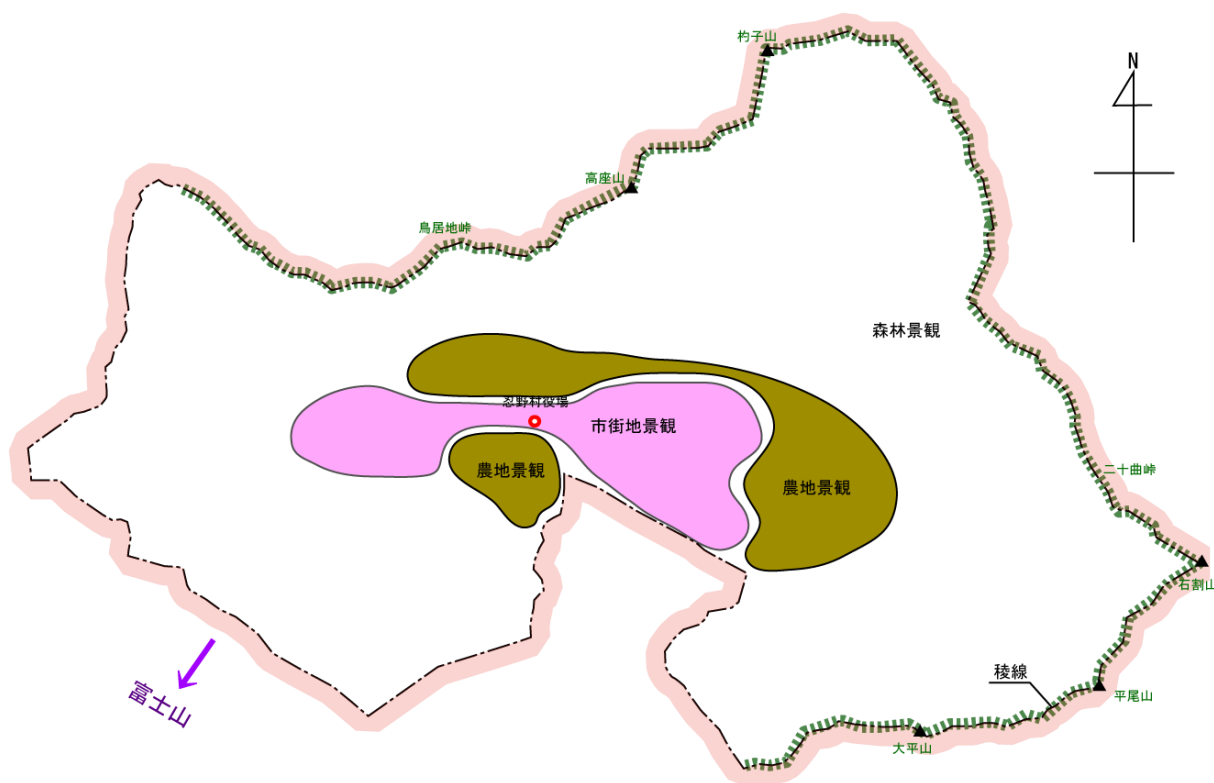 杓子山
N
高座山
鳥居地峠
森林景観
忍野村役場
市街地景観
農地景観
農地景観
二十曲峠
石割山
稜線
富士山
平尾山
大平山